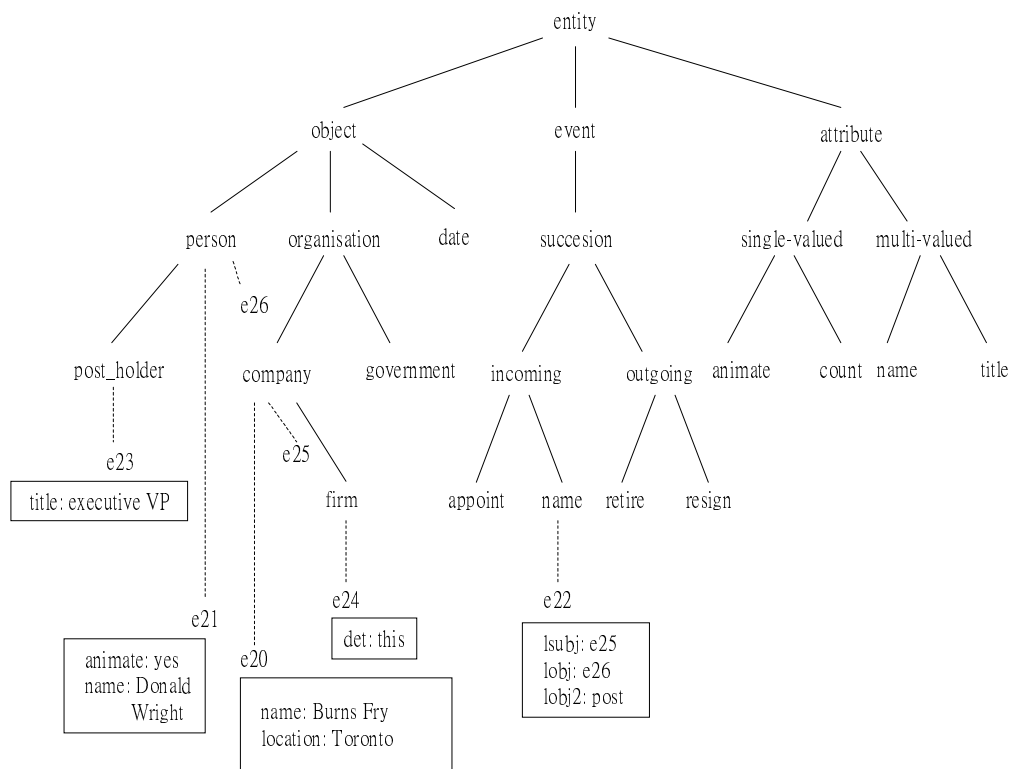 entity
object event attribute
person organisation date succesion single-valued multi-valued
e26
post_holder company government incoming outgoing animate count name title
e25
e23
title: executive VP
firm appoint name retire resign
e24 e22
det: this
e21
animate: yes
name: Donald
Wright
e20
name: Burns Fry
location: Toronto
lsubj: e25
lobj: e26
lobj2: post